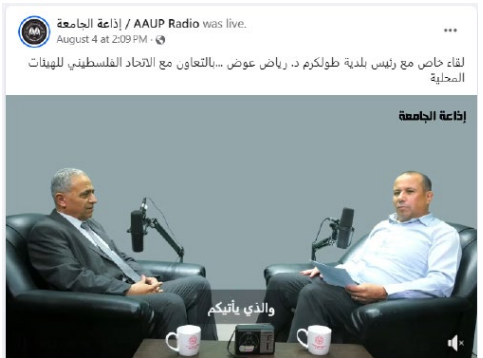 إذاعة الجامعة / AAUP Radio was live.
August 4 at 2:09 PM ·
لقاء خاص مع رئيس بلدية طولكرم د. رياض عوض ...بالتعاون مع الاتحاد الفلسطيني للهيئات
المحلية
إذاعة الجامعة
والذي يأتيكم